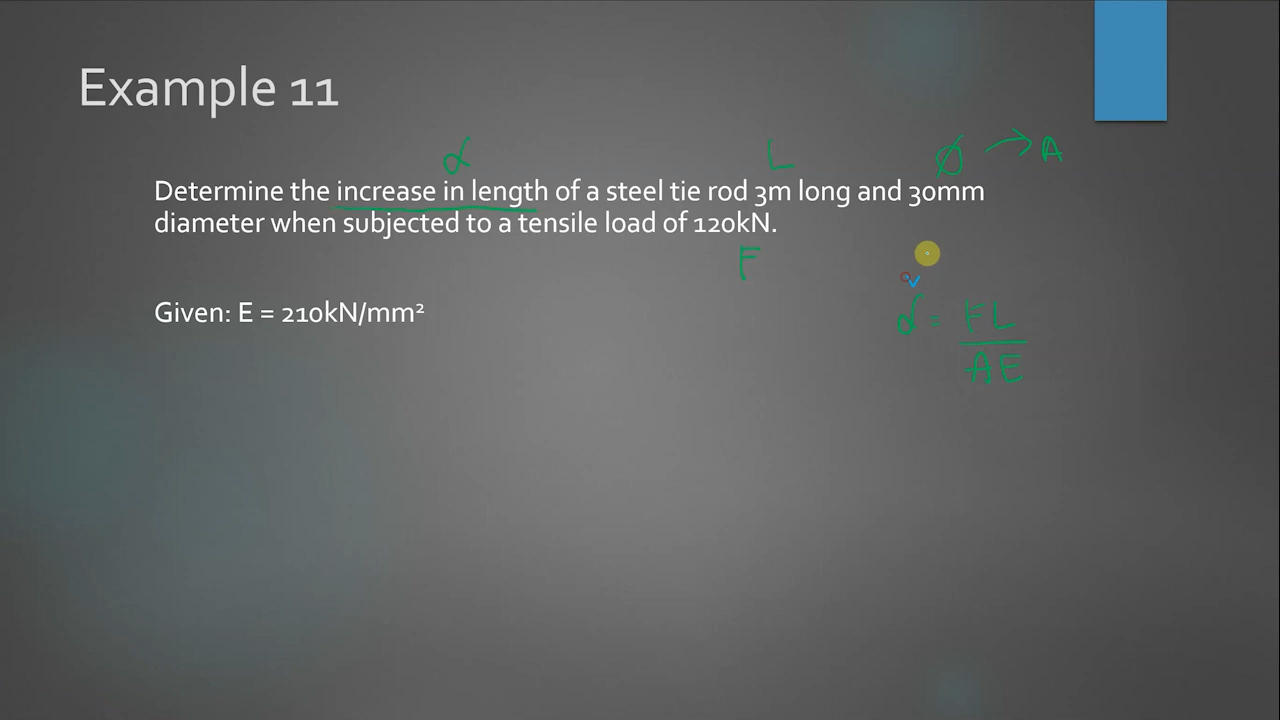 Example 11
α L Ø → A
Determine the increase in length of a steel tie rod 3m long and 30mm
diameter when subjected to a tensile load of 120kN.
F
Given: E = 210kN/mm²
α = FL
AE